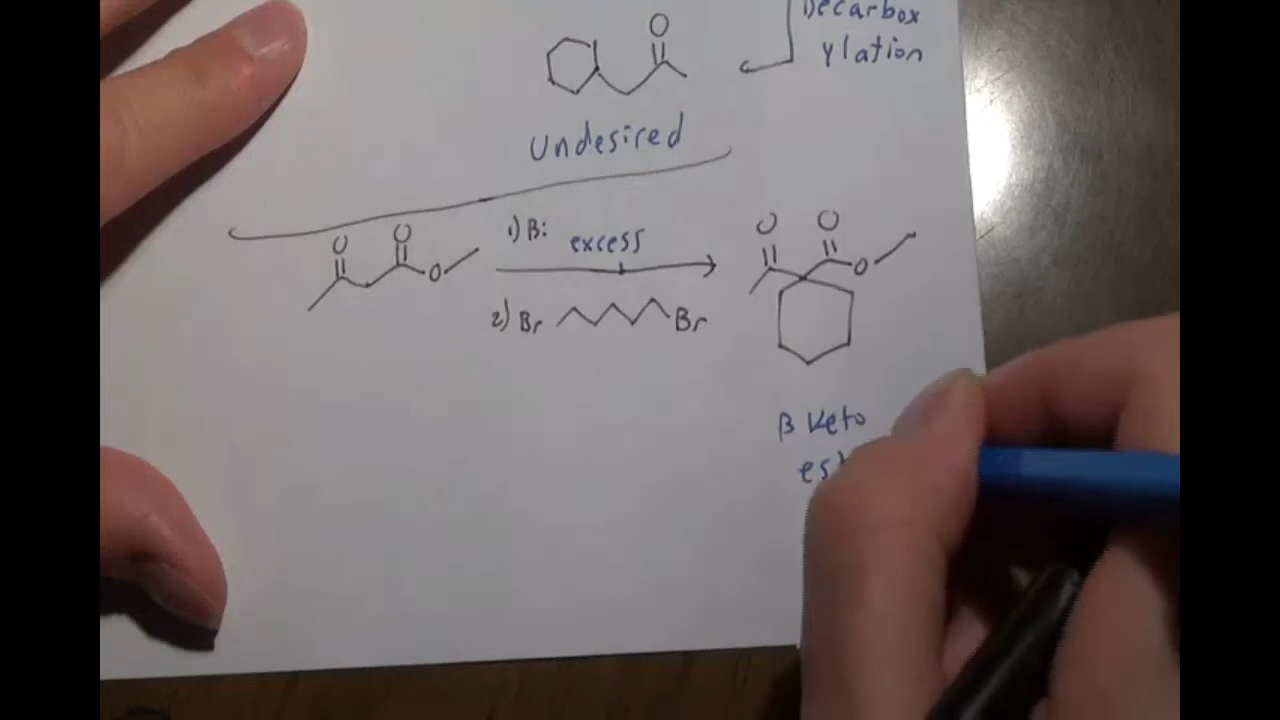 Decarbox
ylation
O
Undesired
1) B: excess
O O O
2) Br Br
O O O
β Keto